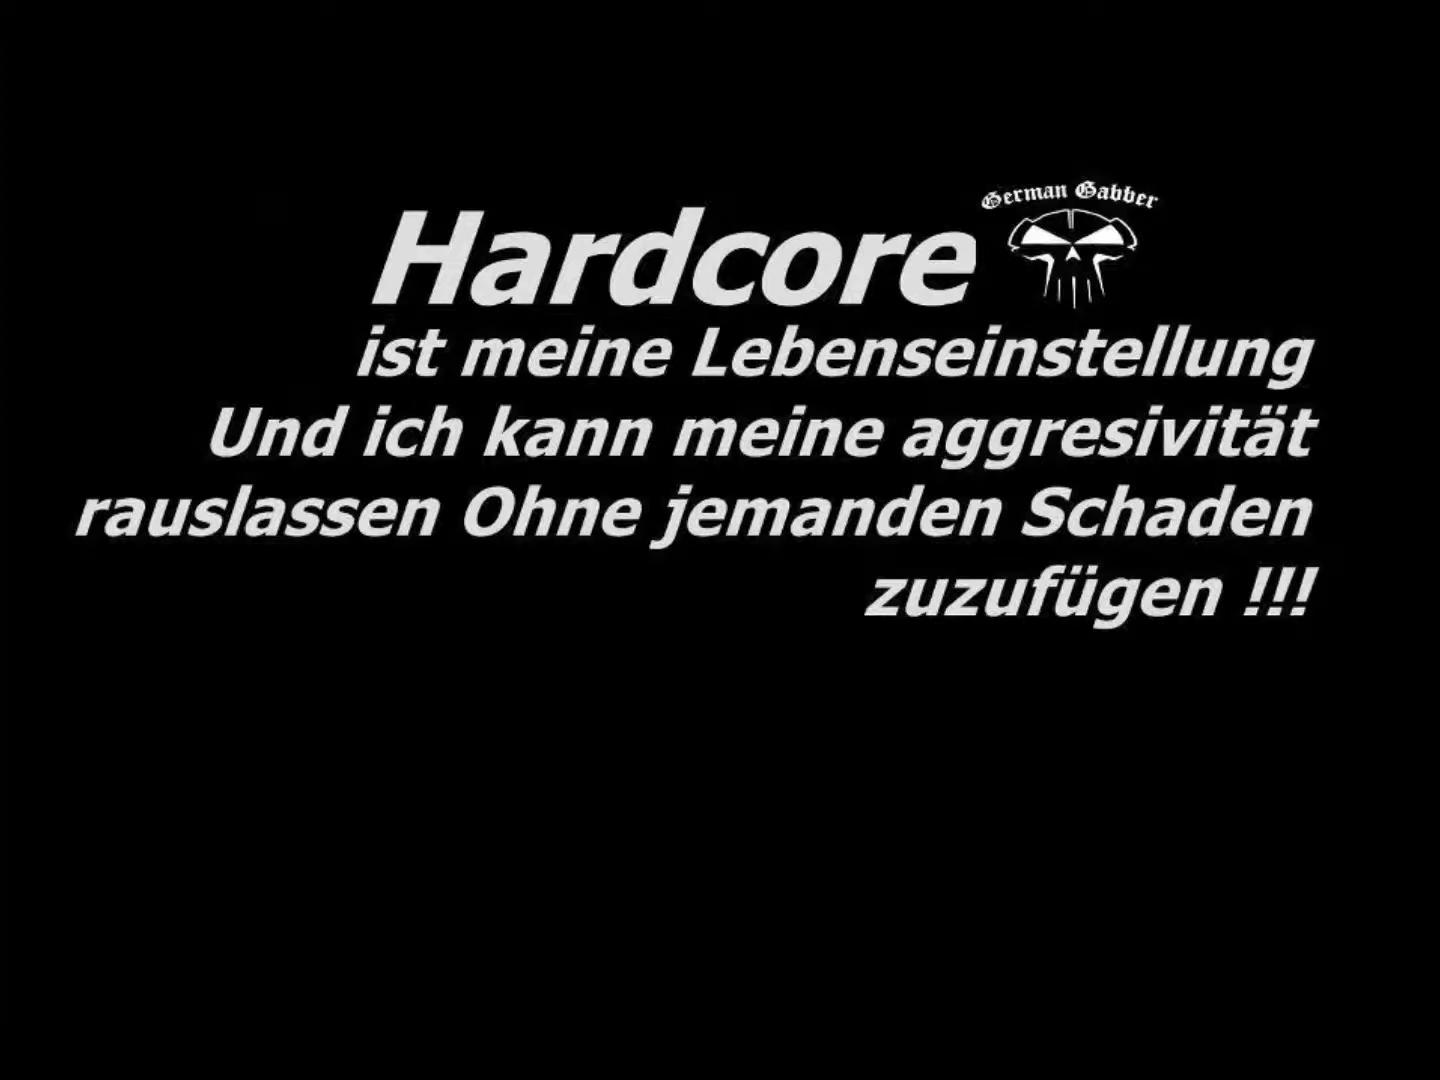 German Gabber
Hardcore
ist meine Lebenseinstellung
Und ich kann meine aggresivität
rauslassen Ohne jemanden Schaden
zuzufügen !!!